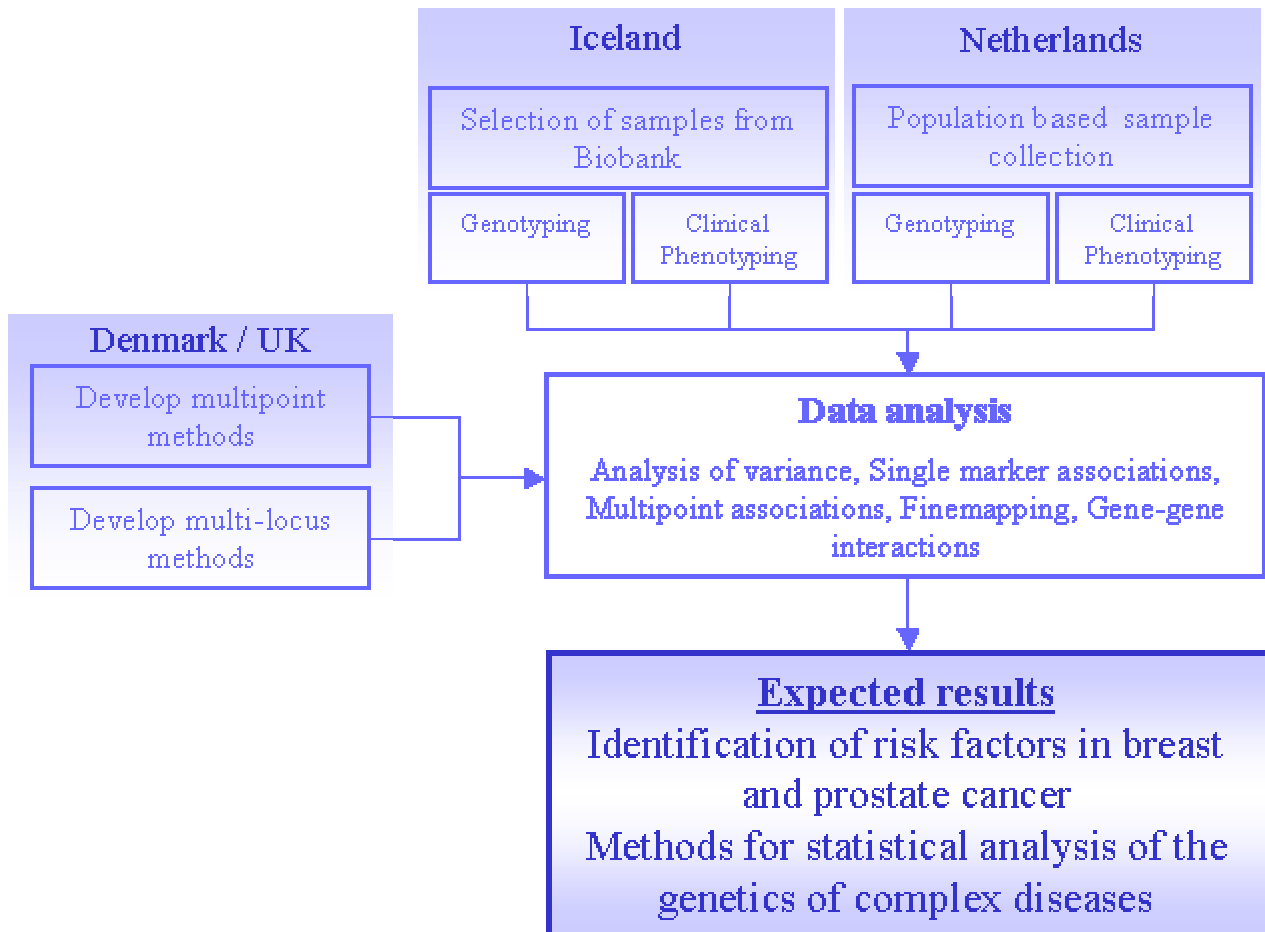 Iceland
Selection of samples from
Biobank
Genotyping
Clinical
Phenotyping
Netherlands
Population based sample
collection
Genotyping
Clinical
Phenotyping
Denmark / UK
Develop multipoint
methods
Develop multi-locus
methods
Data analysis
Analysis of variance, Single marker associations,
Multipoint associations, Finemapping, Gene-gene
interactions
Expected results
Identification of risk factors in breast
and prostate cancer
Methods for statistical analysis of the
genetics of complex diseases